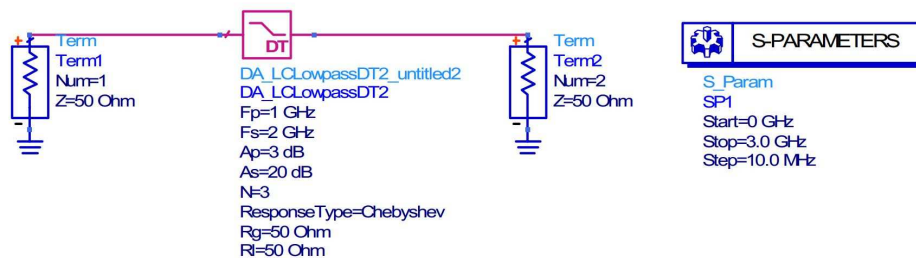 Term
Term1
Num=1
Z=50 Ohm
DT
DA_LCLowpassDT2_untitled2
DA_LCLowpassDT2
Fp=1 GHz
Fs=2 GHz
Ap=3 dB
As=20 dB
N=3
ResponseType=Chebyshev
Rg=50 Ohm
Rl=50 Ohm
Term
Term2
Num=2
Z=50 Ohm
S-PARAMETERS
S_Param
SP1
Start=0 GHz
Stop=3.0 GHz
Step=10.0 MHz